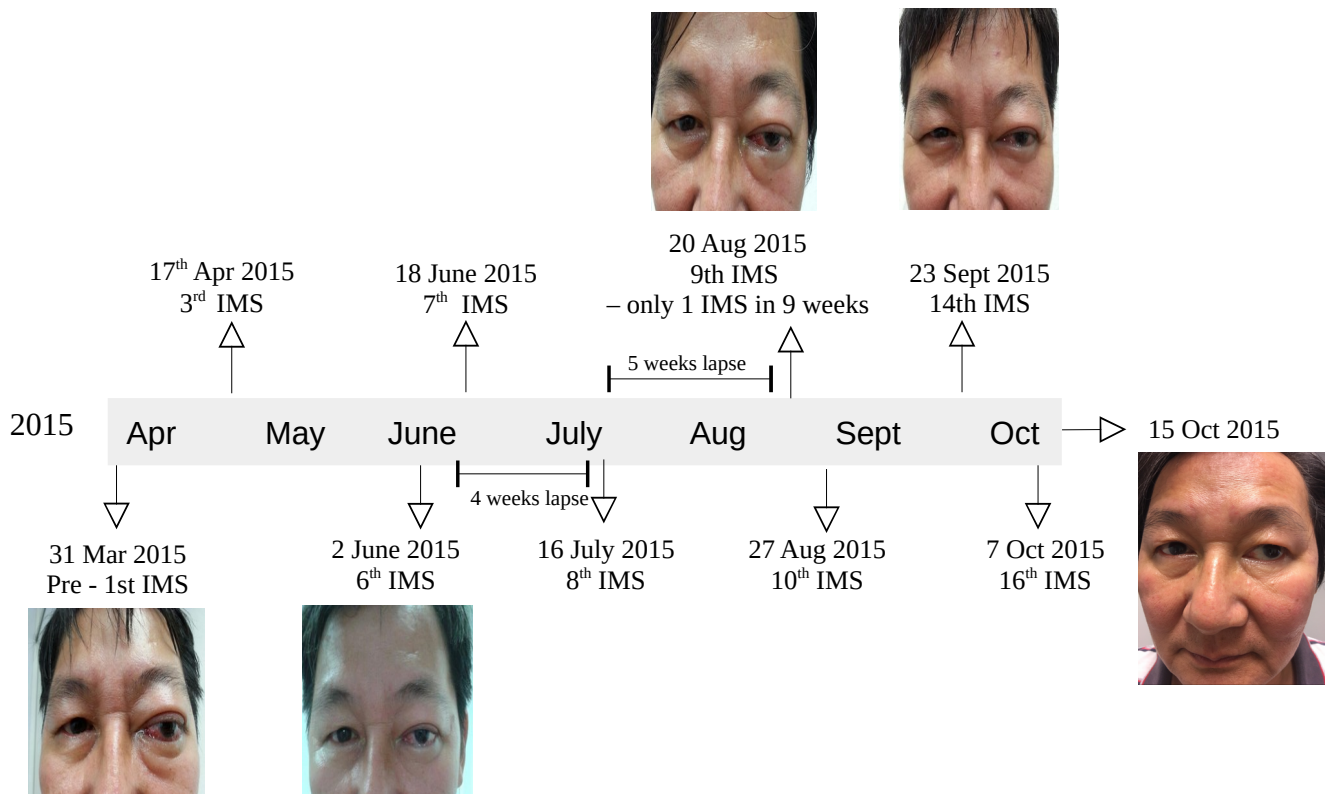 20 Aug 2015
9th IMS
– only 1 IMS in 9 weeks
23 Sept 2015
14th IMS
17th Apr 2015
3rd IMS
18 June 2015
7th IMS
5 weeks lapse
2015
Apr
May
June
July
Aug
Sept
Oct
15 Oct 2015
4 weeks lapse
31 Mar 2015
Pre - 1st IMS
2 June 2015
6th IMS
16 July 2015
8th IMS
27 Aug 2015
10th IMS
7 Oct 2015
16th IMS